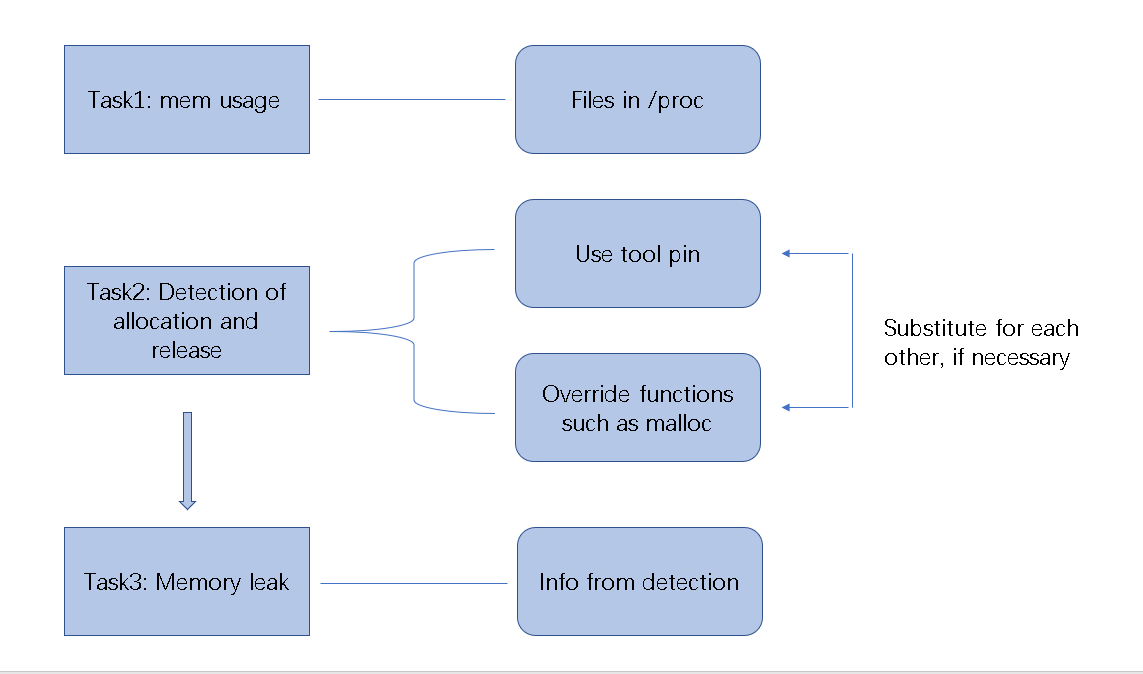 Task1: mem usage
Files in /proc
Use tool pin
Task2: Detection of
allocation and
release
Substitute for each
other, if necessary
Override functions
such as malloc
Task3: Memory leak
Info from detection